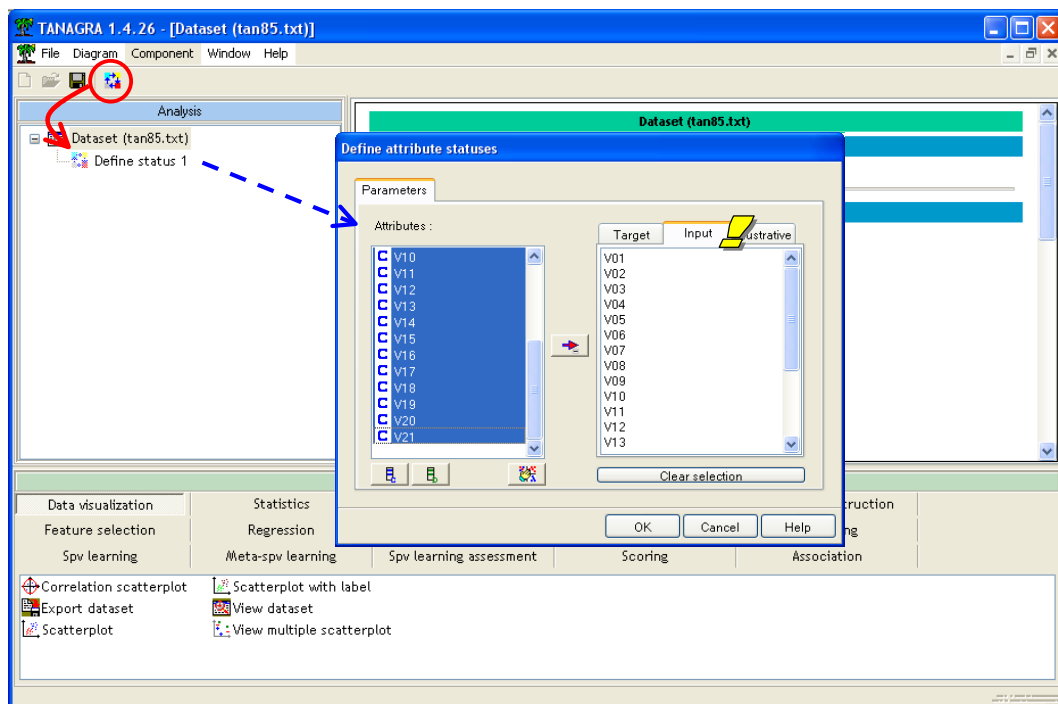 TANAGRA 1.4.26 - [Dataset (tan85.txt)]
File Diagram Component Window Help
Analysis
Dataset (tan85.txt)
Define status 1
Dataset (tan85.txt)
Define attribute statuses
Parameters
Attributes :
C V10
C V11
C V12
C V13
C V14
C V15
C V16
C V17
C V18
C V19
C V20
C V21
Target Input
V01
V02
V03
V04
V05
V06
V07
V08
V09
V10
V11
V12
V13
Clear selection
OK Cancel Help
Data visualization Statistics
Feature selection Regression
Spv learning Meta-spv learning Spv learning assessment Scoring Association
Correlation scatterplot Scatterplot with label
Export dataset View dataset
Scatterplot View multiple scatterplot